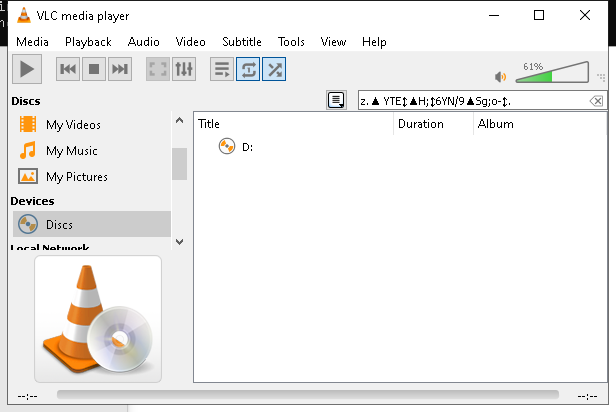 VLC media player
Media Playback Audio Video Subtitle Tools View Help
61%
Discs
z.▲ YTE↨▲H;↨6YN/9▲Sg;o-↨.
My Videos
My Music
My Pictures
Devices
Discs
Local Network
Title Duration Album
D:
--:-- --:--